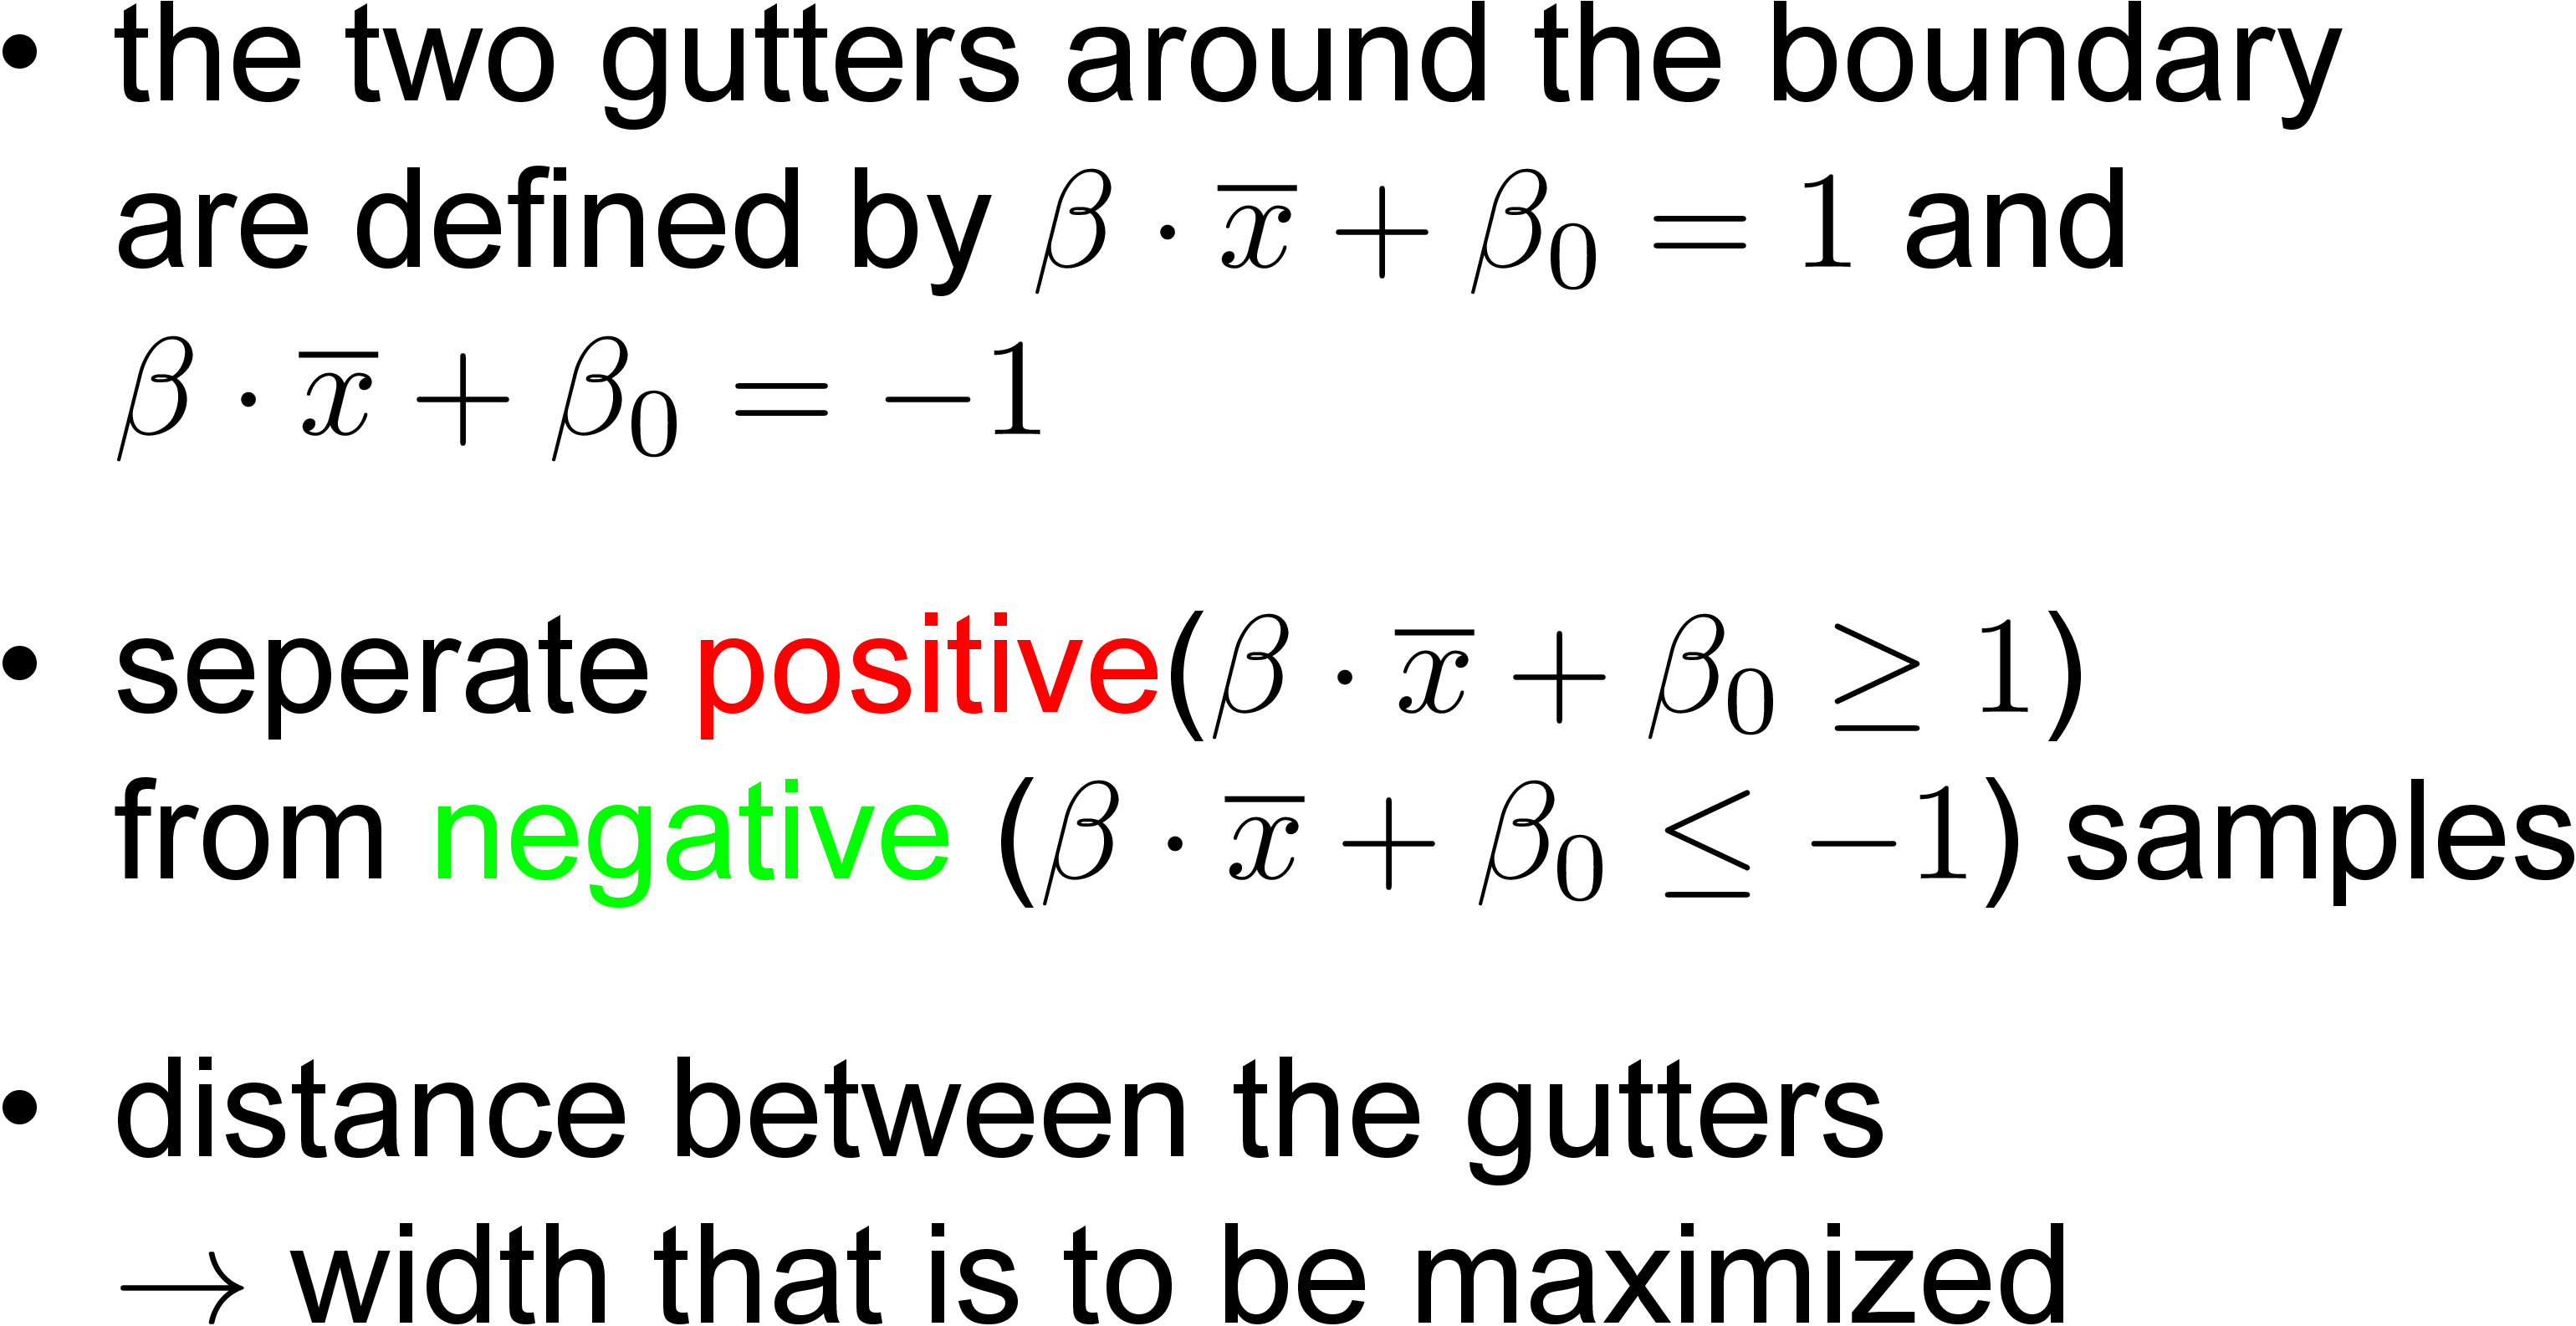 • the two gutters around the boundary
are defined by β · x̅ + β₀ = 1 and
β · x̅ + β₀ = −1
• seperate positive(β · x̅ + β₀ ≥ 1)
from negative (β · x̅ + β₀ ≤ −1) samples
• distance between the gutters
→ width that is to be maximized